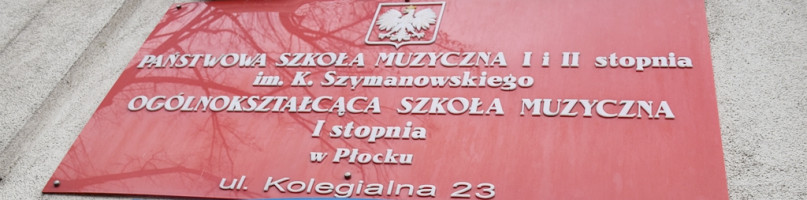 PAŃSTWOWA SZKOŁA MUZYCZNA I i II stopnia
im. K. Szymanowskiego
OGÓLNOKSZTAŁCĄCA SZKOŁA MUZYCZNA
I stopnia
w Płocku
ul. Kolegialna 23